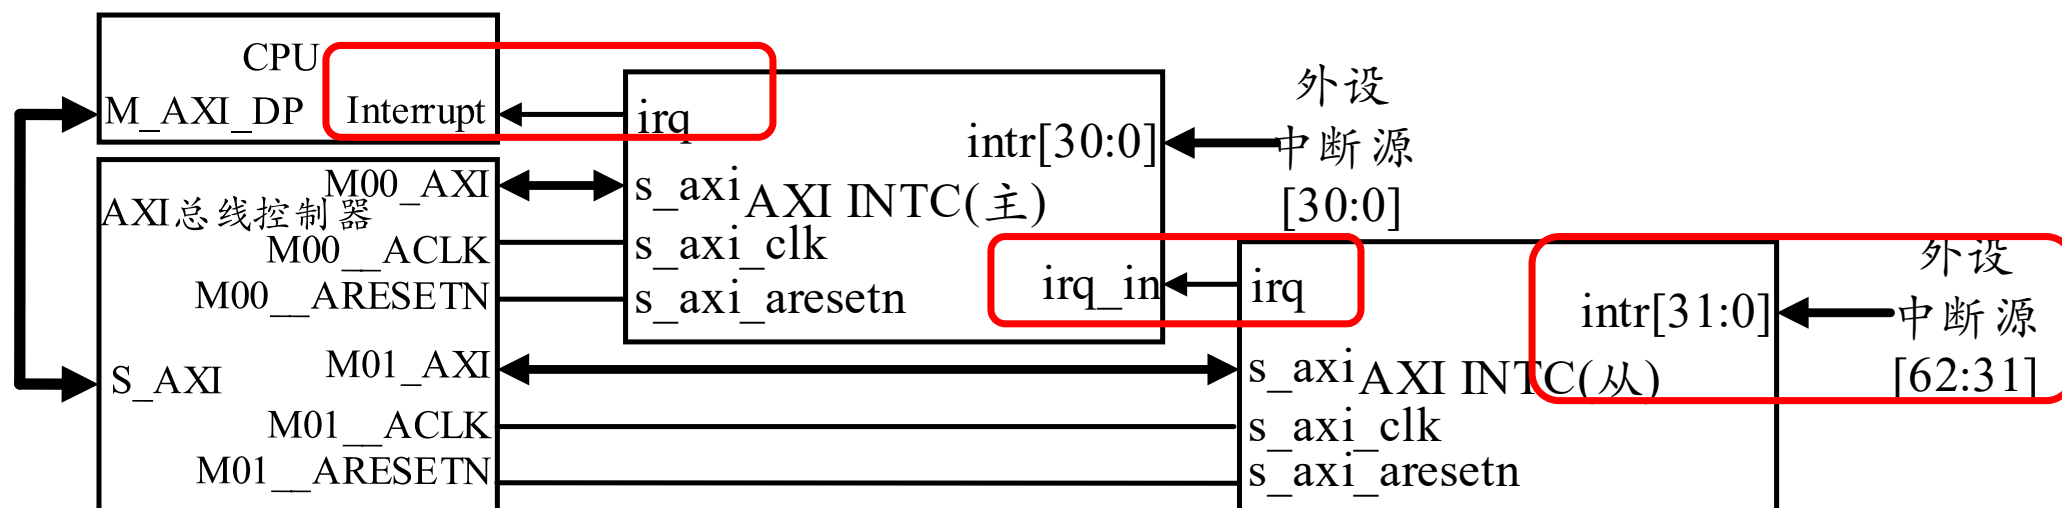 CPU
M_AXI_DP
Interrupt
irq
intr[30:0]
外设
中断源
[30:0]
AXI总线控制器
M00_AXI
M00__ACLK
M00__ARESETN
s_axi
AXI INTC(主)
s_axi_clk
s_axi_aresetn
irq_in
irq
intr[31:0]
外设
中断源
[62:31]
S_AXI
M01_AXI
M01__ACLK
M01__ARESETN
s_axi
AXI INTC(从)
s_axi_clk
s_axi_aresetn